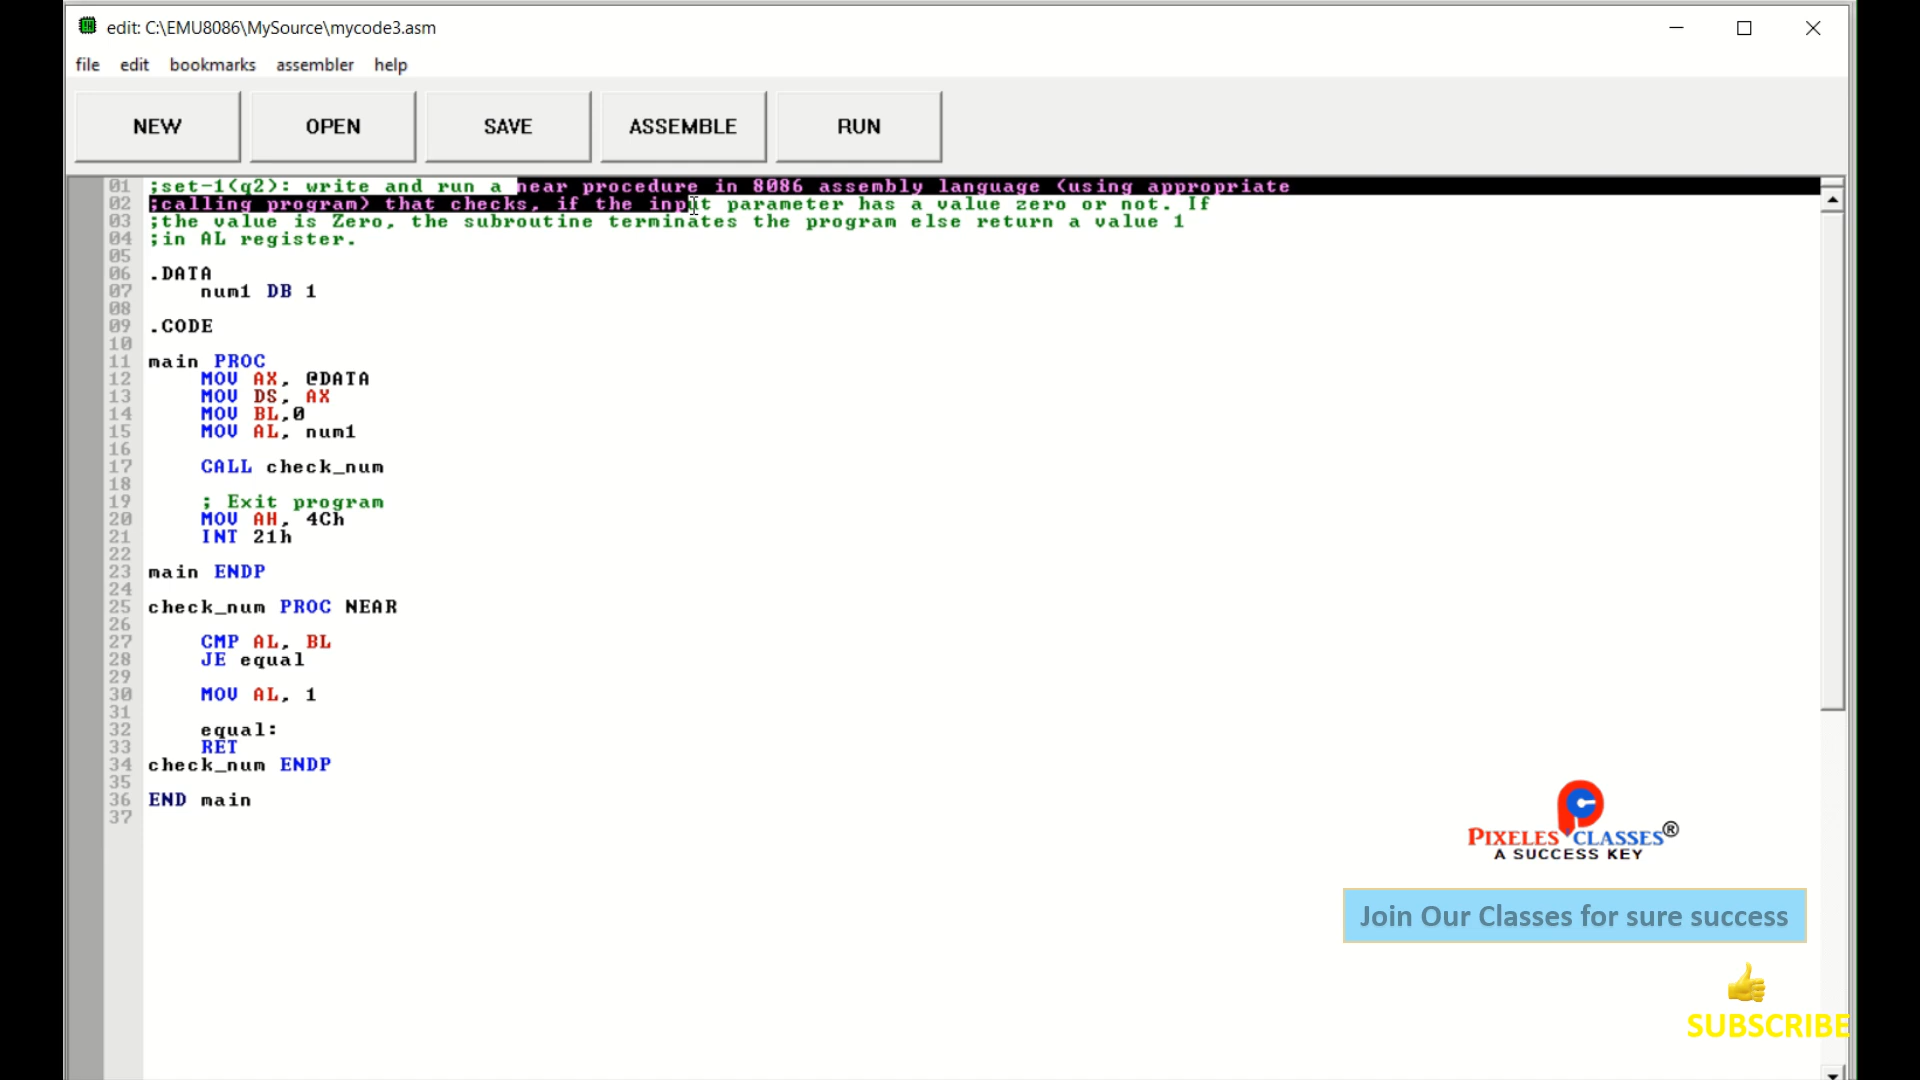 edit: C:\EMU8086\MySource\mycode3.asm
file edit bookmarks assembler help
NEW OPEN SAVE ASSEMBLE RUN
01 ;set-1(q2): write and run a near procedure in 8086 assembly language (using appropriate
02 ;calling program) that checks, if the input parameter has a value zero or not. If
03 ;the value is Zero, the subroutine terminates the program else return a value 1
04 ;in AL register.
05
06 .DATA
07 num1 DB 1
08
09 .CODE
10
11 main PROC
12 MOV AX, @DATA
13 MOV DS, AX
14 MOV BL,0
15 MOV AL, num1
16
17 CALL check_num
18
19 ; Exit program
20 MOV AH, 4Ch
21 INT 21h
22
23 main ENDP
24
25 check_num PROC NEAR
26
27 CMP AL, BL
28 JE equal
29
30 MOV AL, 1
31
32 equal:
33 RET
34 check_num ENDP
35
36 END main
37
PIXELES CLASSES®
A SUCCESS KEY
Join Our Classes for sure success
SUBSCRIBE